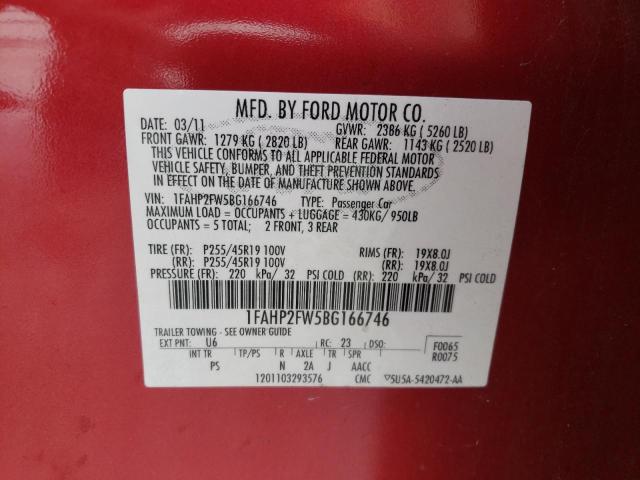 MFD. BY FORD MOTOR CO.
DATE: 03/11 GVWR: 2386 KG ( 5260 LB)
FRONT GAWR: 1279 KG ( 2820 LB) REAR GAWR: 1143 KG ( 2520 LB)
THIS VEHICLE CONFORMS TO ALL APPLICABLE FEDERAL MOTOR
VEHICLE SAFETY, BUMPER, AND THEFT PREVENTION STANDARDS
IN EFFECT ON THE DATE OF MANUFACTURE SHOWN ABOVE.
VIN: 1FAHP2FW5BG166746 TYPE: Passenger Car
MAXIMUM LOAD = OCCUPANTS + LUGGAGE = 430KG/ 950LB
OCCUPANTS = 5 TOTAL: 2 FRONT, 3 REAR
TIRE (FR): P255/45R19 100V RIMS (FR): 19X8.0J
(RR): P255/45R19 100V (RR): 19X8.0J
PRESSURE (FR): 220 kPa/ 32 PSI COLD (RR): 220 kPa/ 32 PSI COLD
1FAHP2FW5BG166746
TRAILER TOWING - SEE OWNER GUIDE
EXT PNT: U6 RC: 23 DSO: F0065
INT TR TP/PS R AXLE TR SPR R0075
PS N 2A J AACC
1201103293576 CMC ▽5U5A-5420472-AA